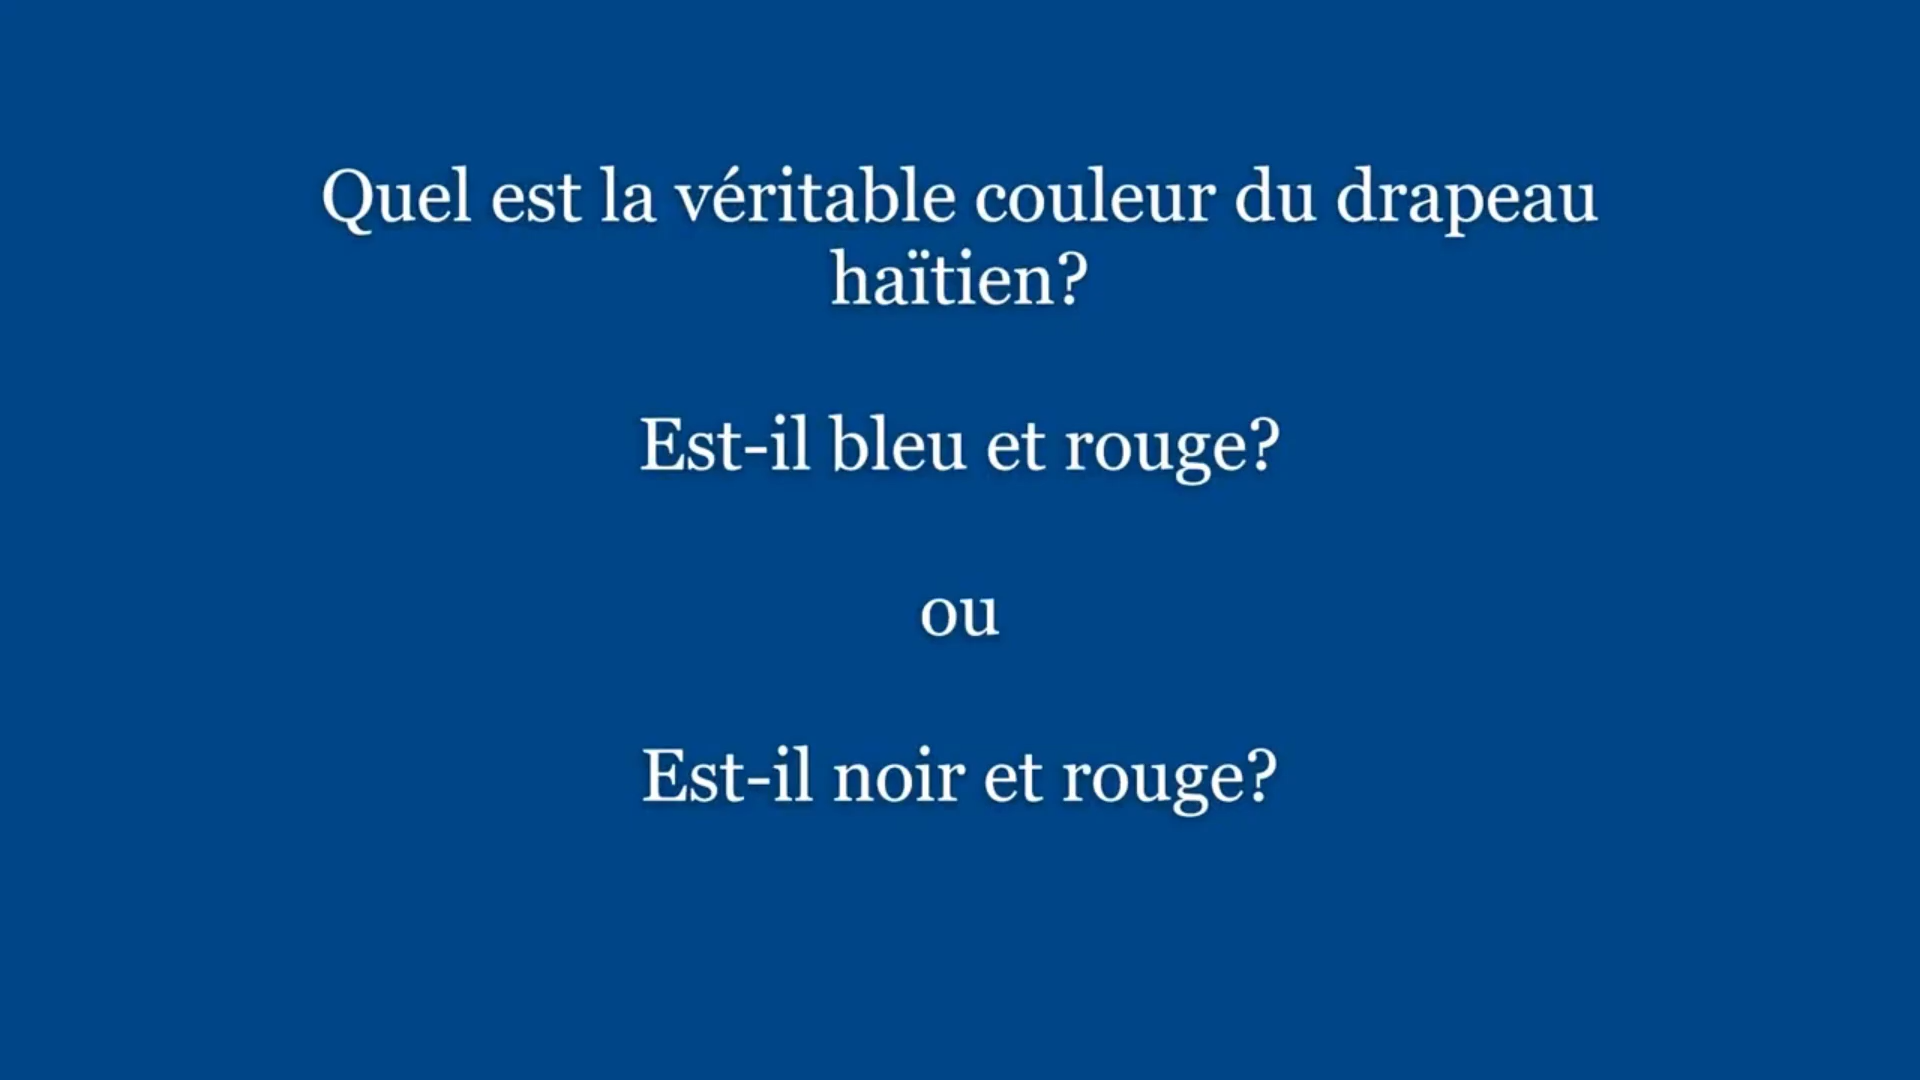 Quel est la véritable couleur du drapeau
haïtien?
Est-il bleu et rouge?
ou
Est-il noir et rouge?